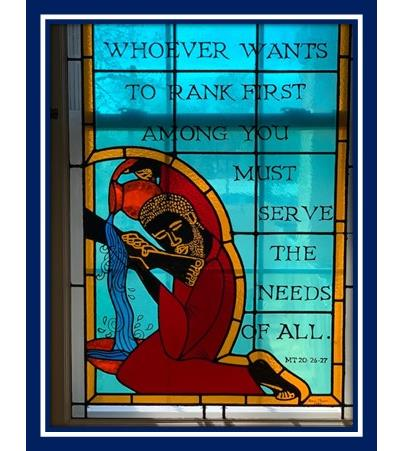 WHOEVER WANTS
TO RANK FIRST
AMONG YOU
MUST
SERVE
THE
NEEDS
OF ALL.
MT 20:26-27